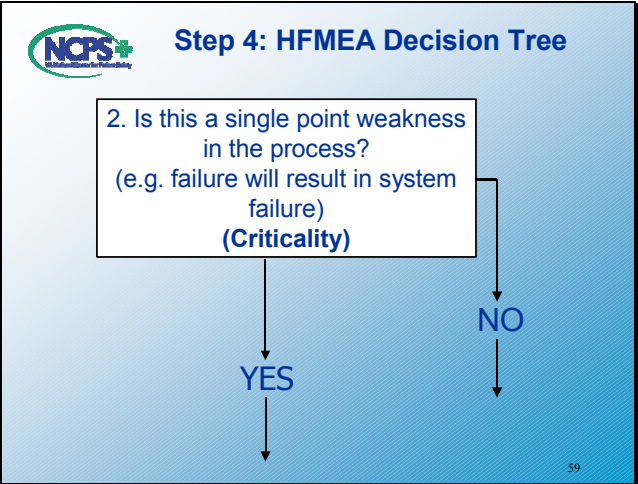 NCPS
Step 4: HFMEA Decision Tree
2. Is this a single point weakness
in the process?
(e.g. failure will result in system
failure)
(Criticality)
NO
YES
59